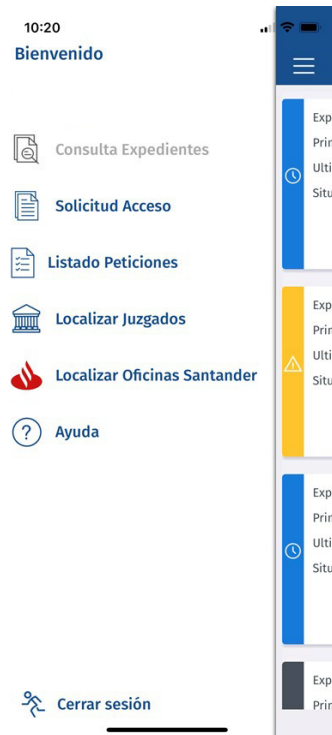 10:20
Bienvenido
Consulta Expedientes
Solicitud Acceso
Listado Peticiones
Localizar Juzgados
Localizar Oficinas Santander
? Ayuda
Cerrar sesión
Exp
Prin
Ulti
Situ
Exp
Prin
Ulti
Situ
Exp
Prin
Ulti
Situ
Exp
Prin